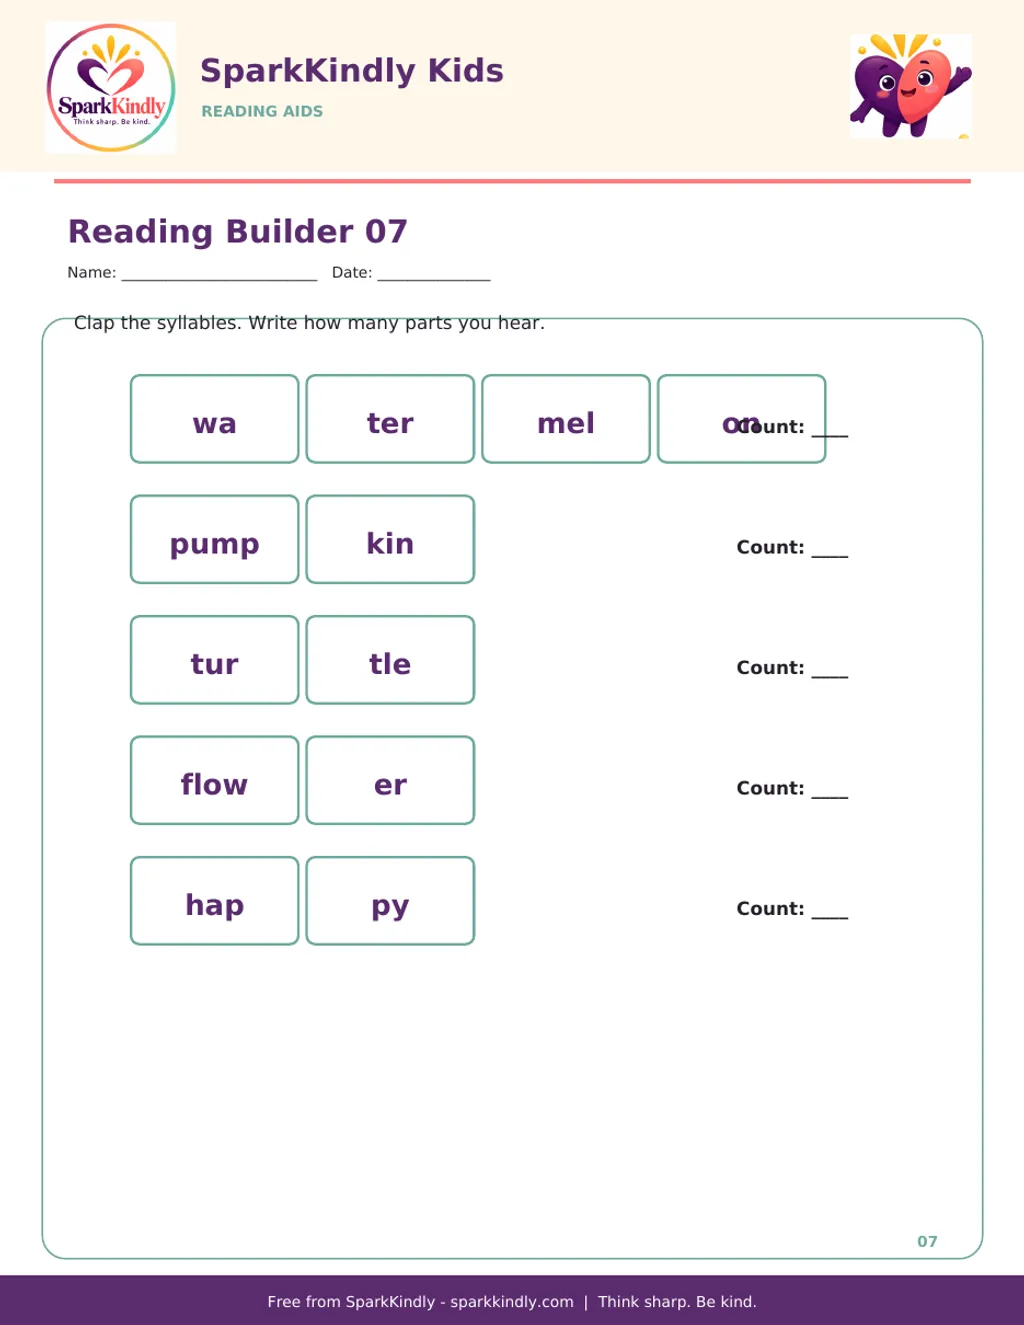 SparkKindly
Think sharp. Be kind.
SparkKindly Kids
READING AIDS
Reading Builder 07
Name: __________________________ Date: _______________
Clap the syllables. Write how many parts you hear.
wa ter mel on Count: ____
pump kin Count: ____
tur tle Count: ____
flow er Count: ____
hap py Count: ____
07
Free from SparkKindly - sparkkindly.com | Think sharp. Be kind.